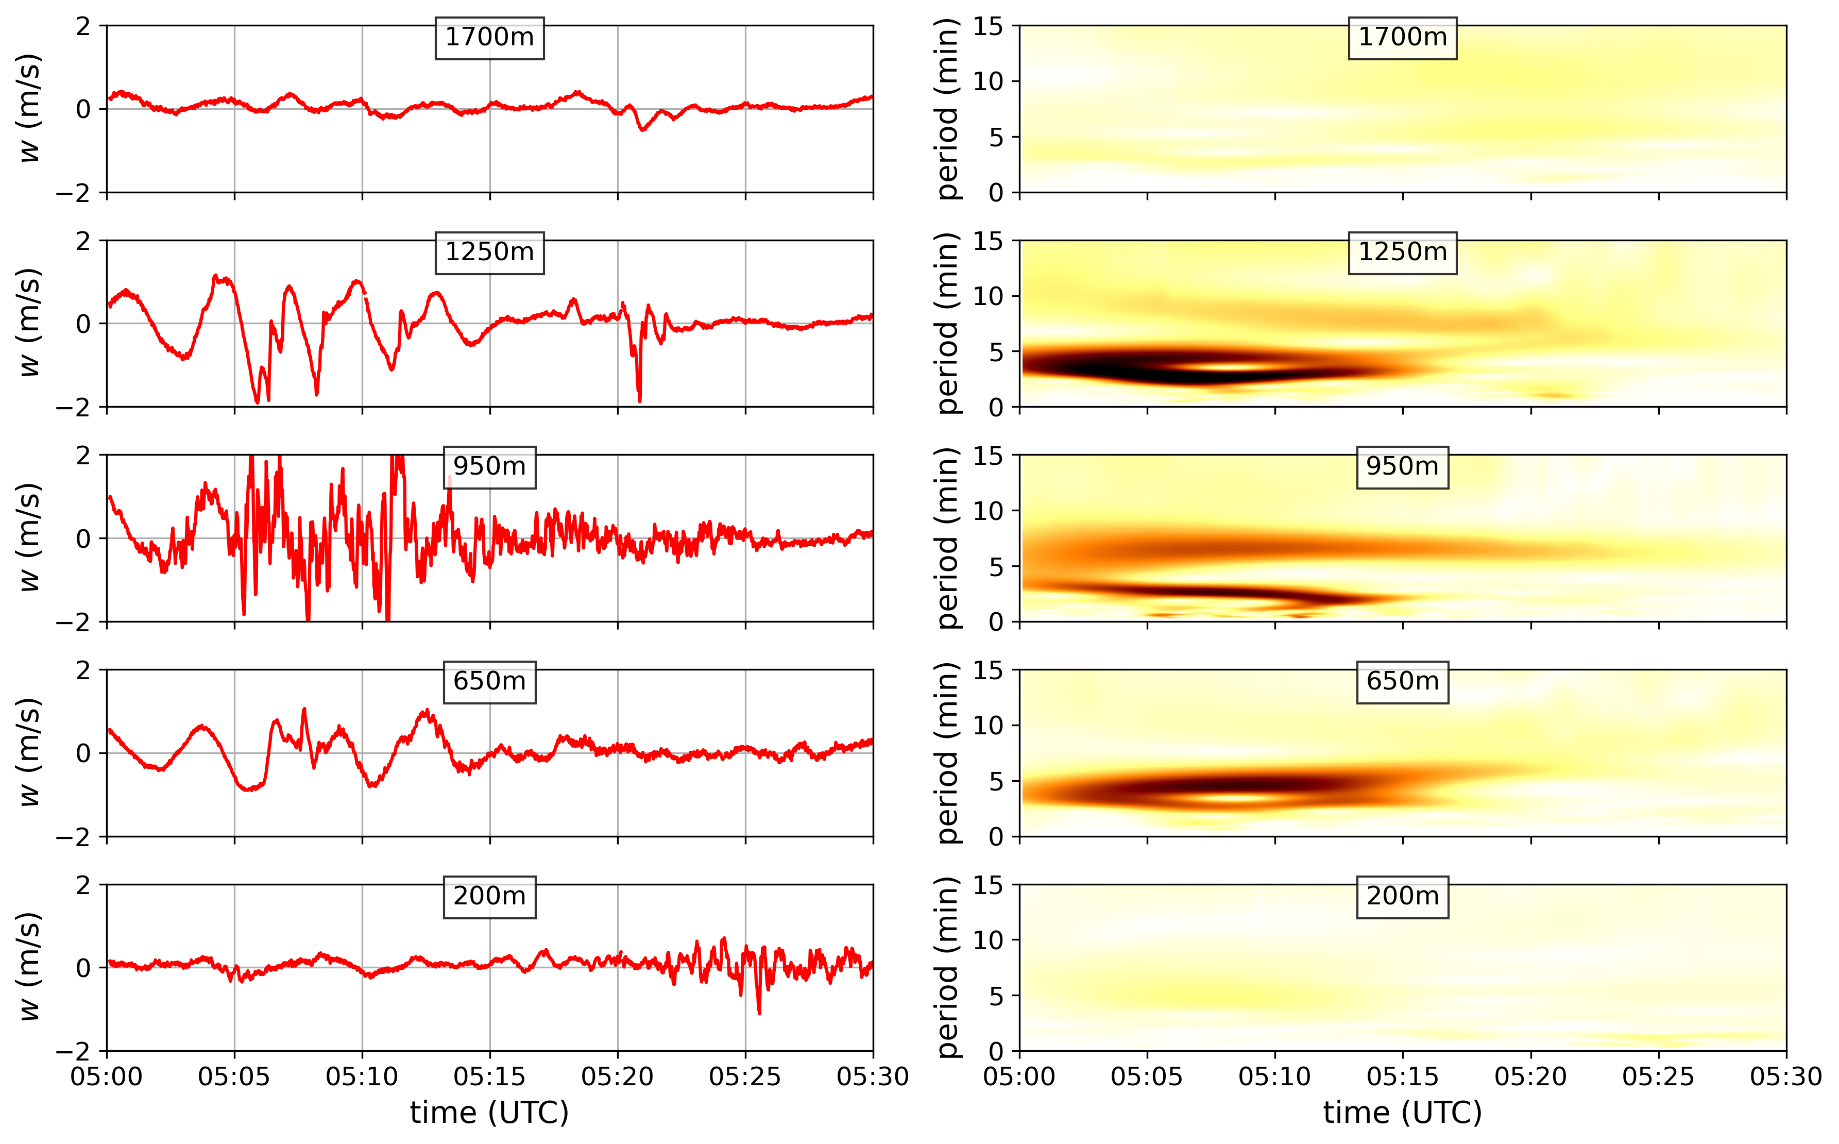 1700m
w (m/s)
2
0
−2
1700m
period (min)
15
10
5
0
1250m
w (m/s)
2
0
−2
1250m
period (min)
15
10
5
0
950m
w (m/s)
2
0
−2
950m
period (min)
15
10
5
0
650m
w (m/s)
2
0
−2
650m
period (min)
15
10
5
0
200m
w (m/s)
2
0
−2
05:00 05:05 05:10 05:15 05:20 05:25 05:30
time (UTC)
200m
period (min)
15
10
5
0
05:00 05:05 05:10 05:15 05:20 05:25 05:30
time (UTC)